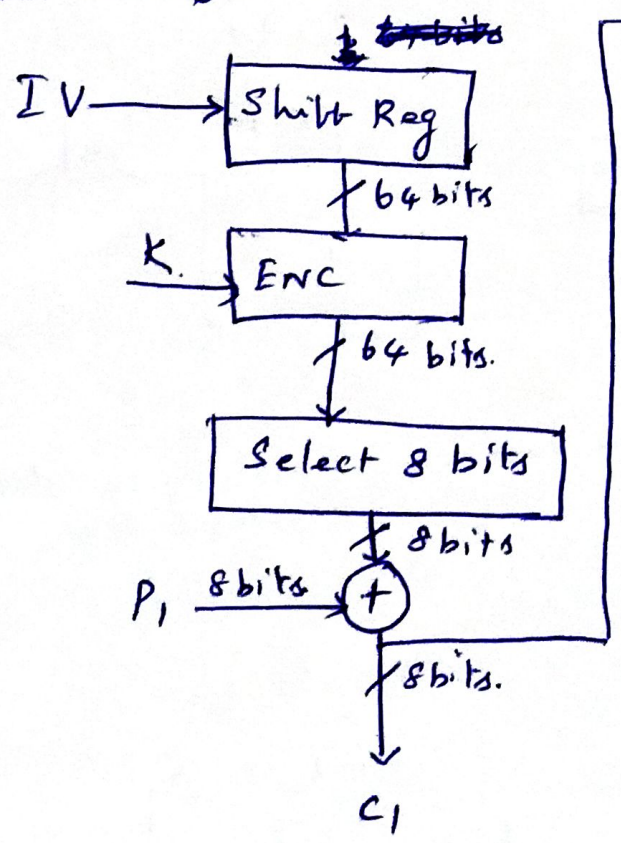 IV
Shift Reg
64 bits
K.
ENC
64 bits.
Select 8 bits
8 bits
P1 8 bits
+
8 bits.
C1